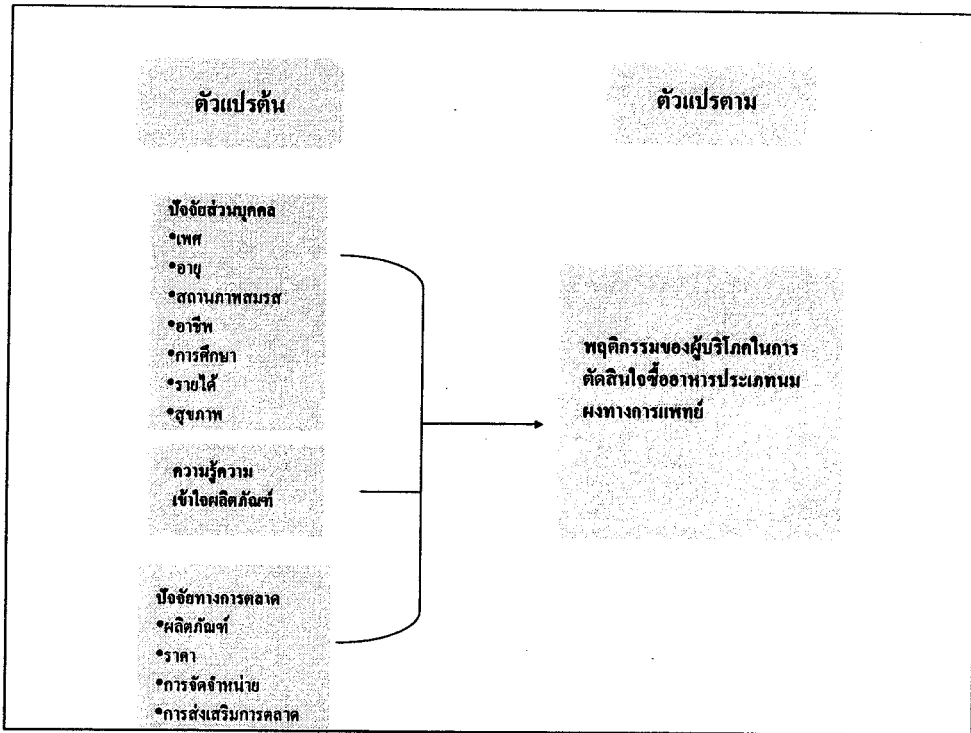 ตัวแปรต้น
ตัวแปรตาม
ปัจจัยส่วนบุคคล
•เพศ
•อายุ
•สถานภาพสมรส
•อาชีพ
•การศึกษา
•รายได้
•สุขภาพ
ความรู้ความ
เข้าใจผลิตภัณฑ์
ปัจจัยทางการตลาด
•ผลิตภัณฑ์
•ราคา
•การจัดจำหน่าย
•การส่งเสริมการตลาด
พฤติกรรมของผู้บริโภคในการ
ตัดสินใจซื้ออาหารประเภทนม
ผงทางการแพทย์